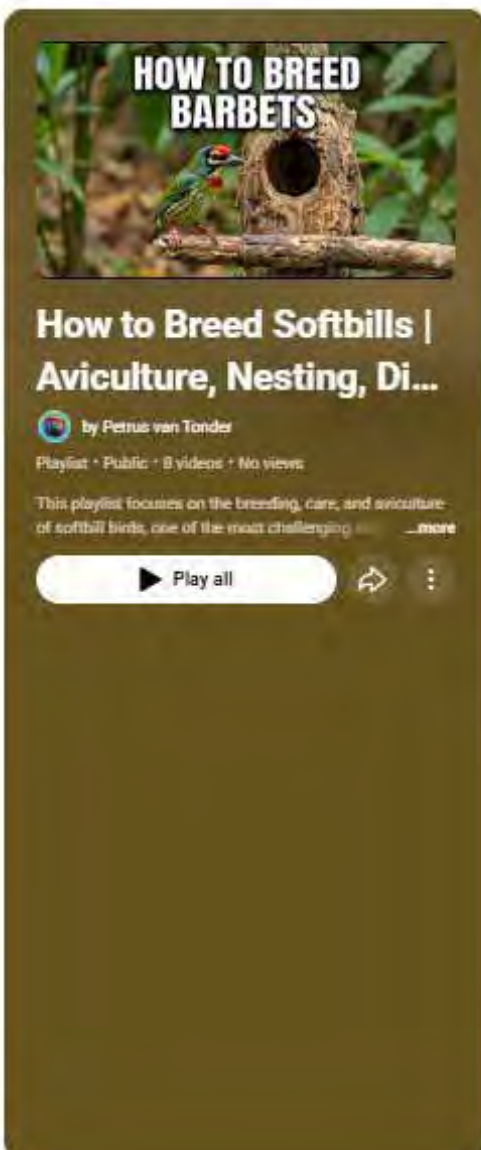 HOW TO BREED
BARBETS
How to Breed Softbills |
Aviculture, Nesting, Di...
by Petrus van Tonder
Playlist • Public • 8 videos • No views
This playlist focuses on the breeding, care, and aviculture
of softbill birds, one of the most challenging ...more
Play all